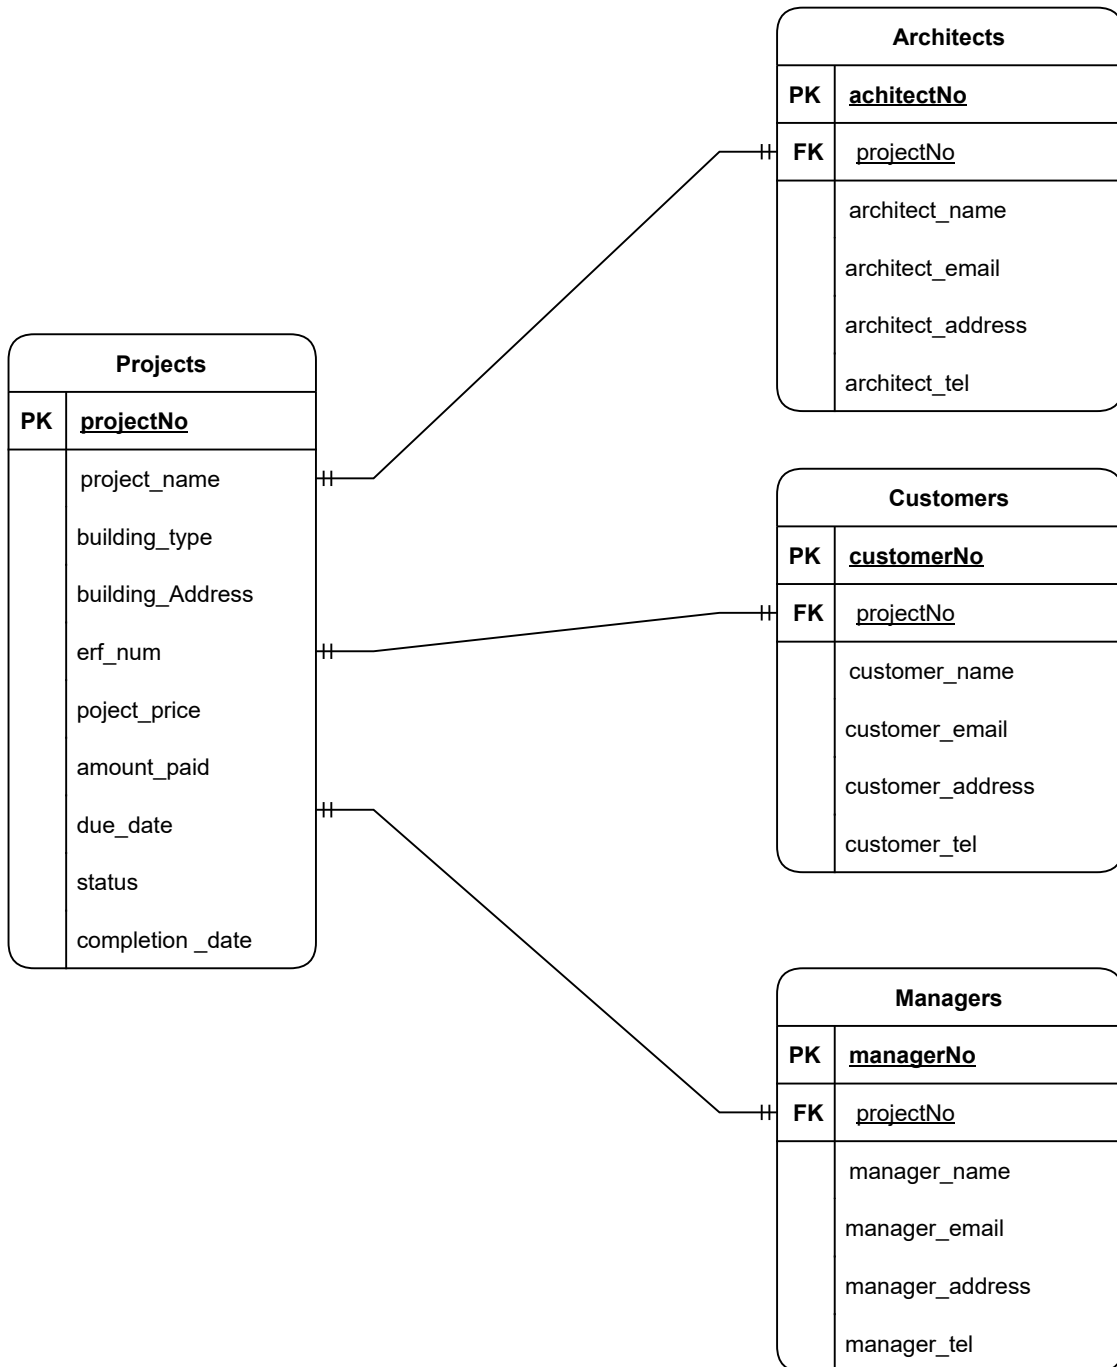 Architects
PK achitectNo
FK projectNo
architect_name
architect_email
architect_address
architect_tel
Projects
PK projectNo
project_name
building_type
building_Address
erf_num
poject_price
amount_paid
due_date
status
completion _date
Customers
PK customerNo
FK projectNo
customer_name
customer_email
customer_address
customer_tel
Managers
PK managerNo
FK projectNo
manager_name
manager_email
manager_address
manager_tel